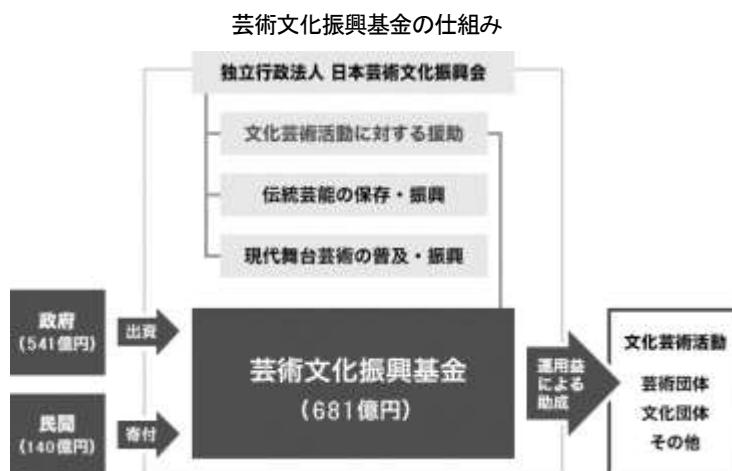 芸術文化振興基金の仕組み
独立行政法人 日本芸術文化振興会
文化芸術活動に対する援助
伝統芸能の保存・振興
現代舞台芸術の普及・振興
政府
(541億円)
出資
民間
(140億円)
寄付
芸術文化振興基金
(681億円)
運用益
による
助成
文化芸術活動
芸術団体
文化団体
その他